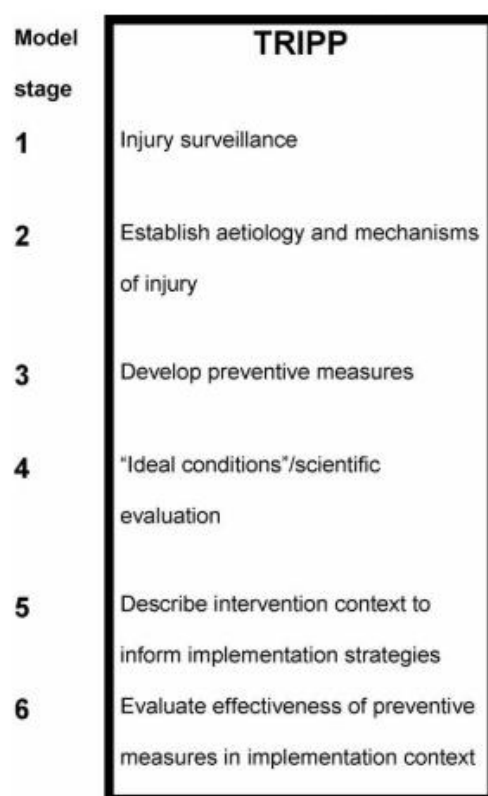 Model
stage
TRIPP
1
Injury surveillance
2
Establish aetiology and mechanisms
of injury
3
Develop preventive measures
4
“Ideal conditions”/scientific
evaluation
5
Describe intervention context to
inform implementation strategies
6
Evaluate effectiveness of preventive
measures in implementation context